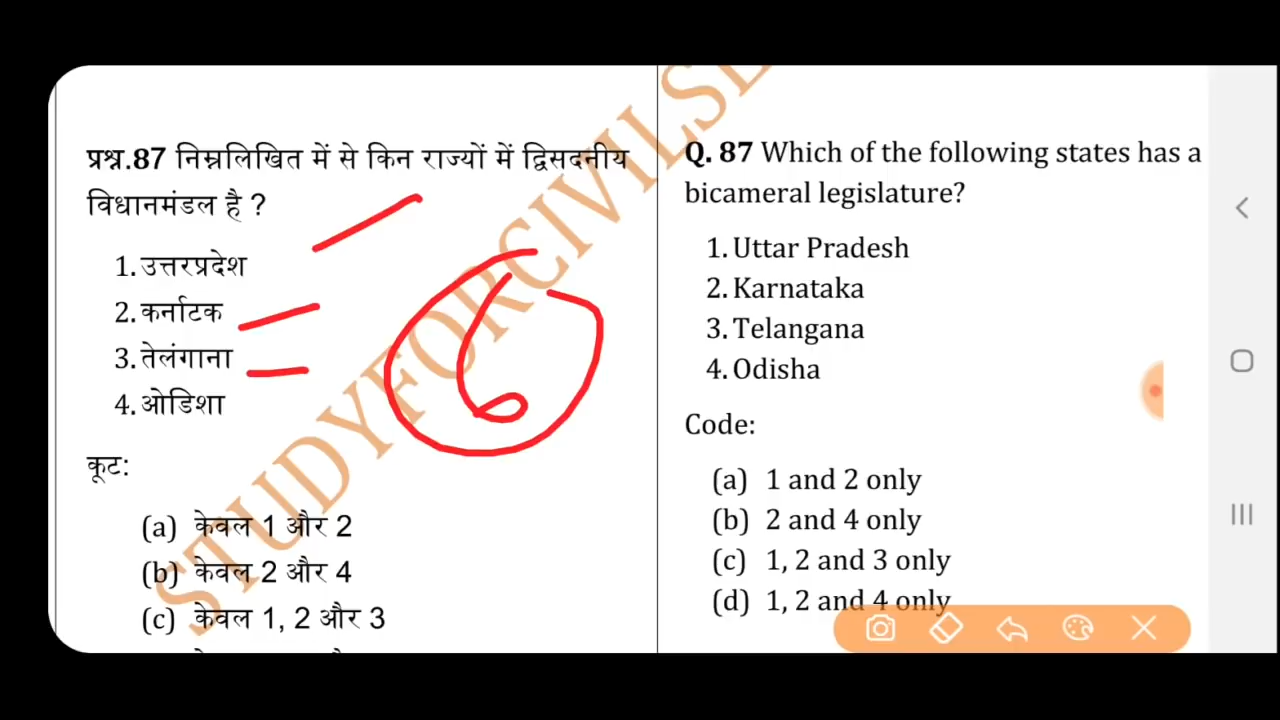 प्रश्न.87 निम्नलिखित में से किन राज्यों में द्विसदनीय
विधानमंडल है ?
1. उत्तरप्रदेश
2. कर्नाटक
3. तेलंगाना
4. ओडिशा
कूट:
(a) केवल 1 और 2
(b) केवल 2 और 4
(c) केवल 1, 2 और 3
6
STUDYFORCIVILSE
Q. 87 Which of the following states has a
bicameral legislature?
1. Uttar Pradesh
2. Karnataka
3. Telangana
4. Odisha
Code:
(a) 1 and 2 only
(b) 2 and 4 only
(c) 1, 2 and 3 only
(d) 1, 2 and 4 only